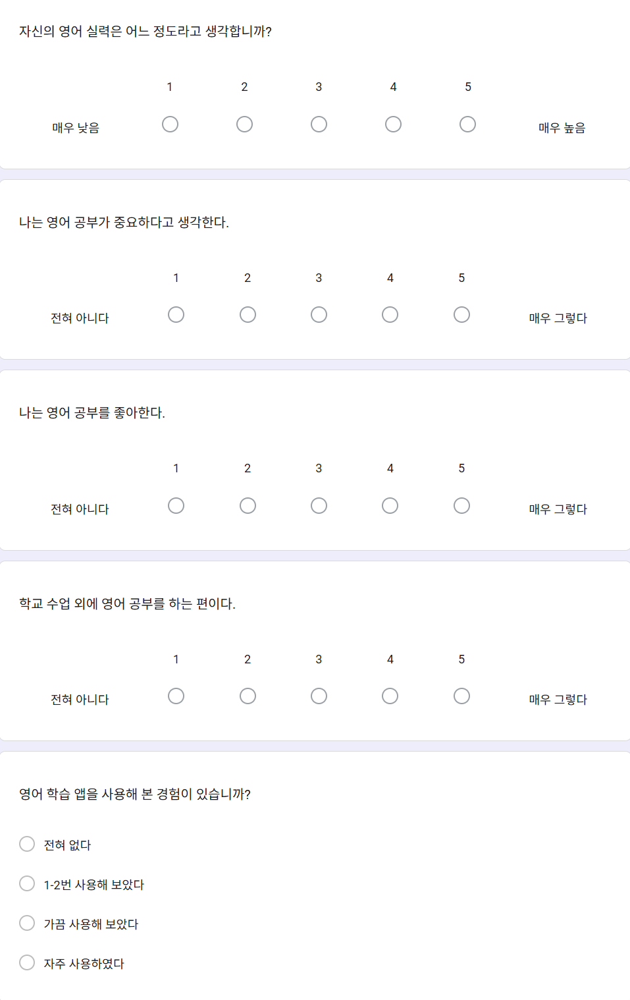 자신의 영어 실력은 어느 정도라고 생각합니까?
1 2 3 4 5
매우 낮음 매우 높음
나는 영어 공부가 중요하다고 생각한다.
1 2 3 4 5
전혀 아니다 매우 그렇다
나는 영어 공부를 좋아한다.
1 2 3 4 5
전혀 아니다 매우 그렇다
학교 수업 외에 영어 공부를 하는 편이다.
1 2 3 4 5
전혀 아니다 매우 그렇다
영어 학습 앱을 사용해 본 경험이 있습니까?
전혀 없다
1-2번 사용해 보았다
가끔 사용해 보았다
자주 사용하였다